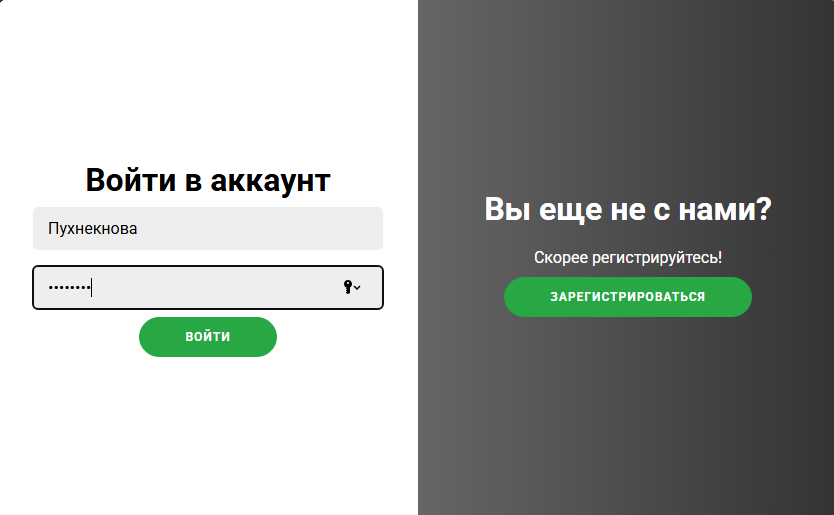 Войти в аккаунт
Пухнекнова
••••••••
ВОЙТИ
Вы еще не с нами?
Скорее регистрируйтесь!
ЗАРЕГИСТРИРОВАТЬСЯ